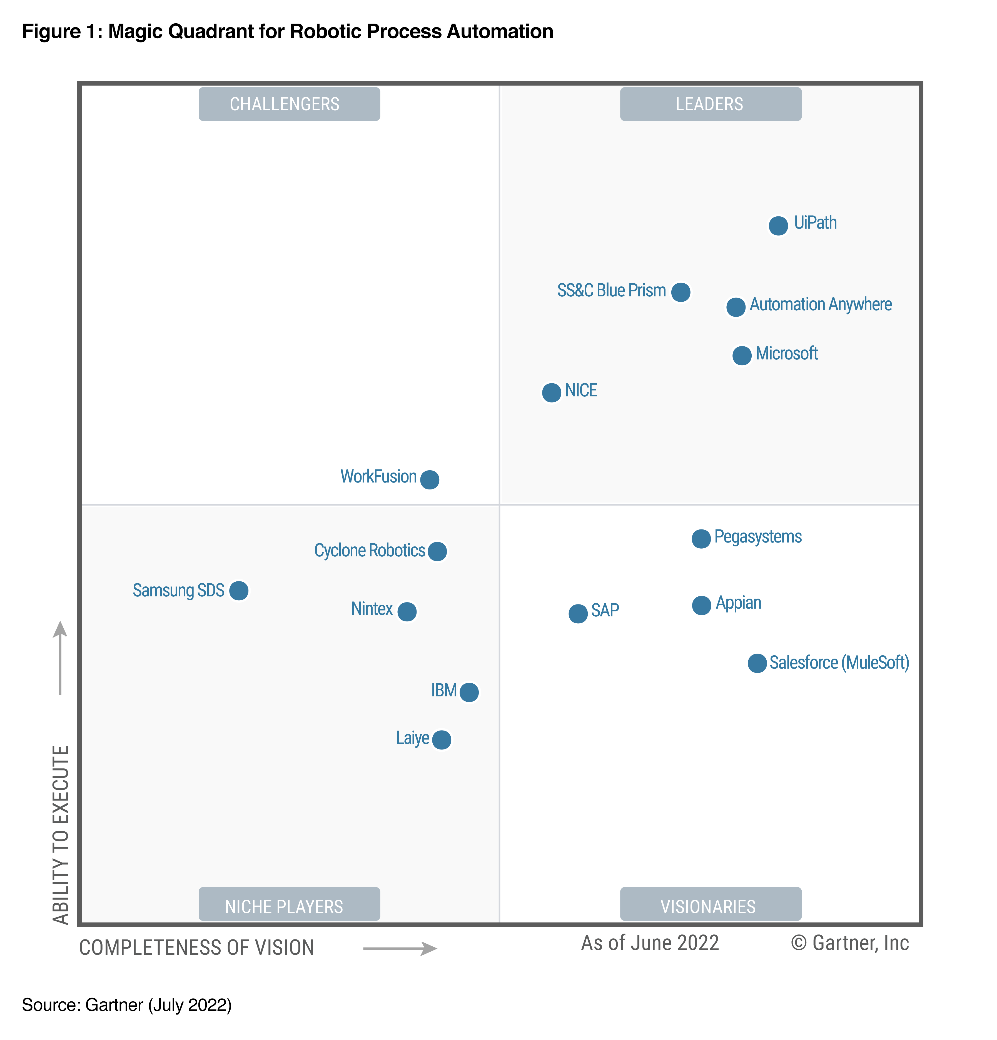 Figure 1: Magic Quadrant for Robotic Process Automation
CHALLENGERS
LEADERS
UiPath
SS&C Blue Prism
Automation Anywhere
Microsoft
NICE
WorkFusion
Pegasystems
Cyclone Robotics
Samsung SDS
Nintex
SAP
Appian
Salesforce (MuleSoft)
IBM
Laiye
ABILITY TO EXECUTE
NICHE PLAYERS
VISIONARIES
COMPLETENESS OF VISION
As of June 2022
© Gartner, Inc
Source: Gartner (July 2022)